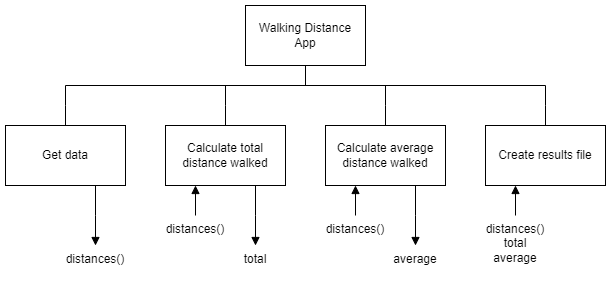 Walking Distance
App
Get data
Calculate total
distance walked
Calculate average
distance walked
Create results file
distances()
distances()
total
distances()
average
distances()
total
average